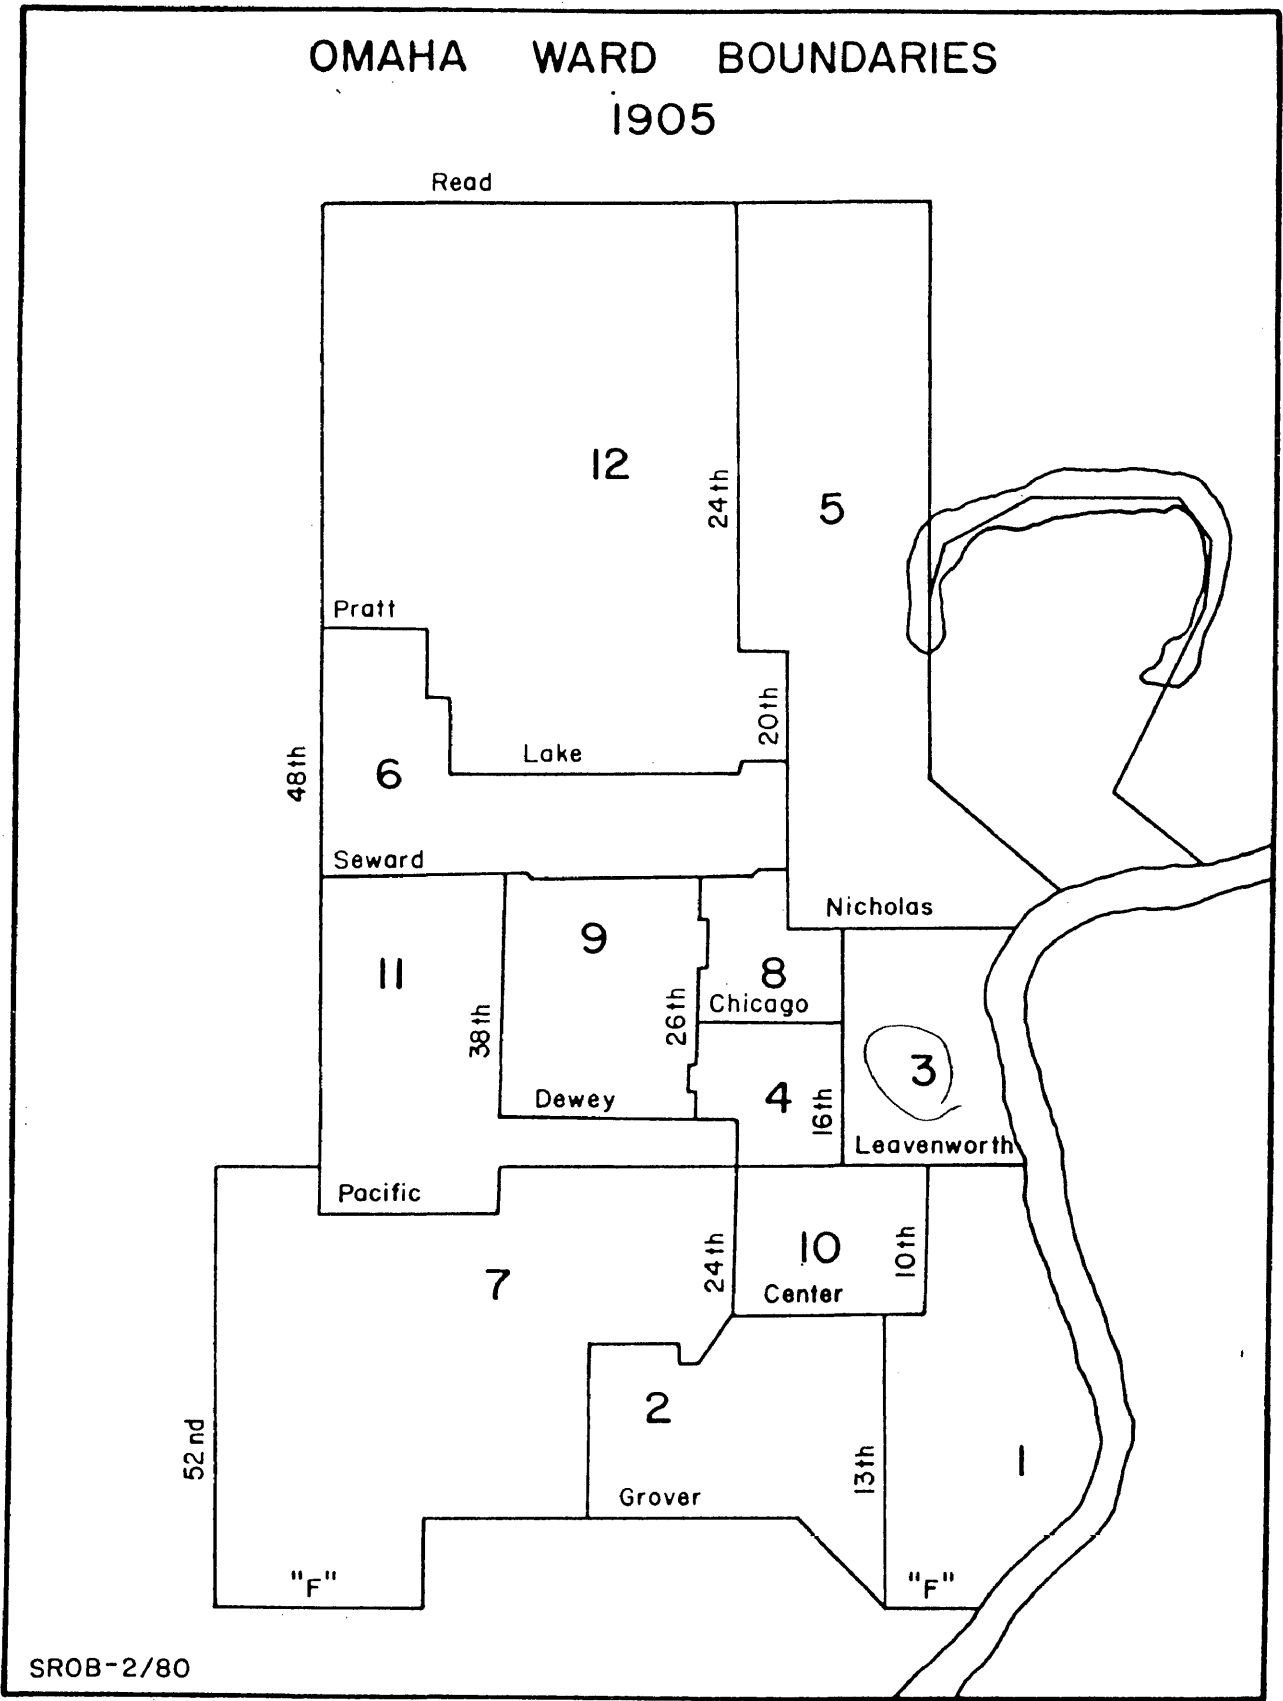 OMAHA WARD BOUNDARIES
1905
Read
12
24th
5
Pratt
20th
Lake
48th
6
Seward
Nicholas
9
11
8
Chicago
26th
38th
3
Dewey
4
16th
Leavenworth
Pacific
10
10th
24th
7
Center
2
52nd
13th
1
Grover
"F"
"F"
SROB-2/80